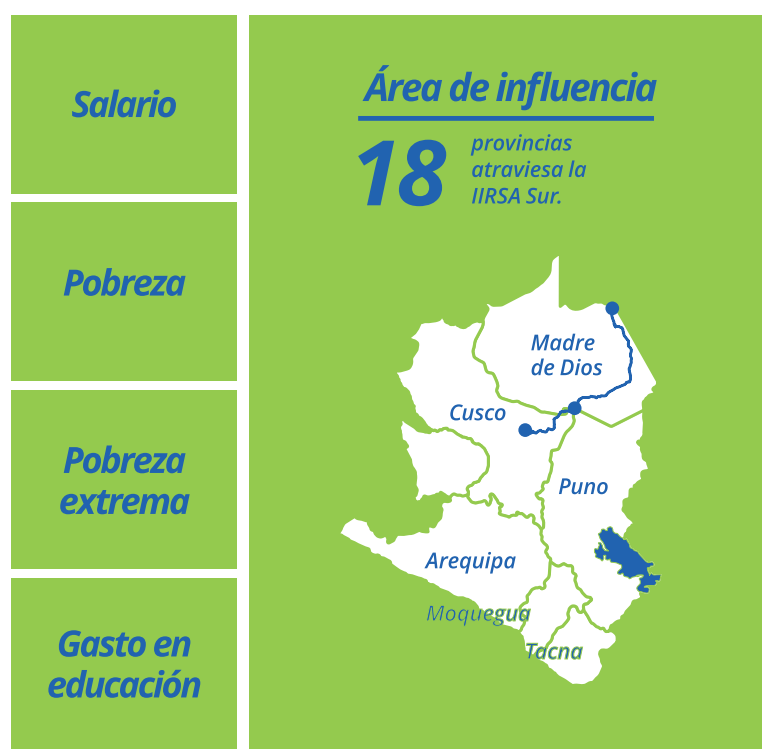 Salario
Pobreza
Pobreza
extrema
Gasto en
educación
Área de influencia
18
provincias
atraviesa la
IIRSA Sur.
Madre
de Dios
Cusco
Puno
Arequipa
Moquegua
Tacna